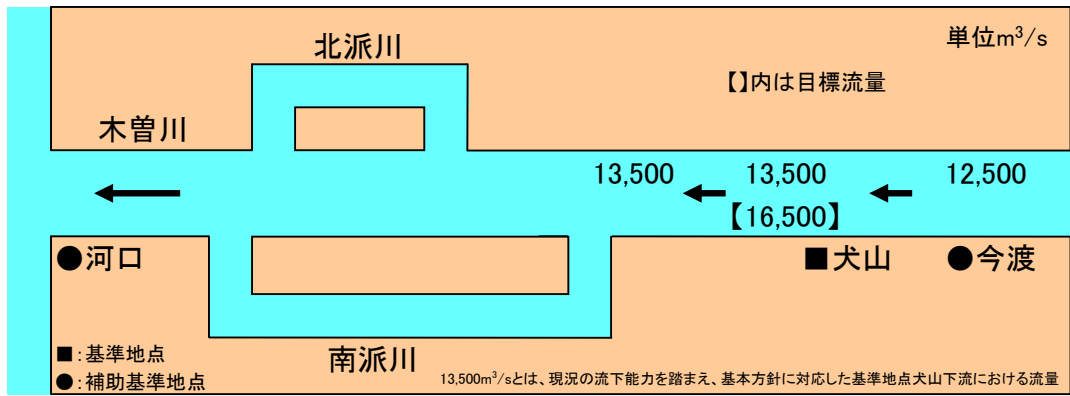 単位m³/s
北派川
【】内は目標流量
木曽川
13,500 13,500 12,500
【16,500】
●河口 ■犬山 ●今渡
■:基準地点
南派川
●:補助基準地点
13,500m³/sとは、現況の流下能力を踏まえ、基本方針に対応した基準地点犬山下流における流量